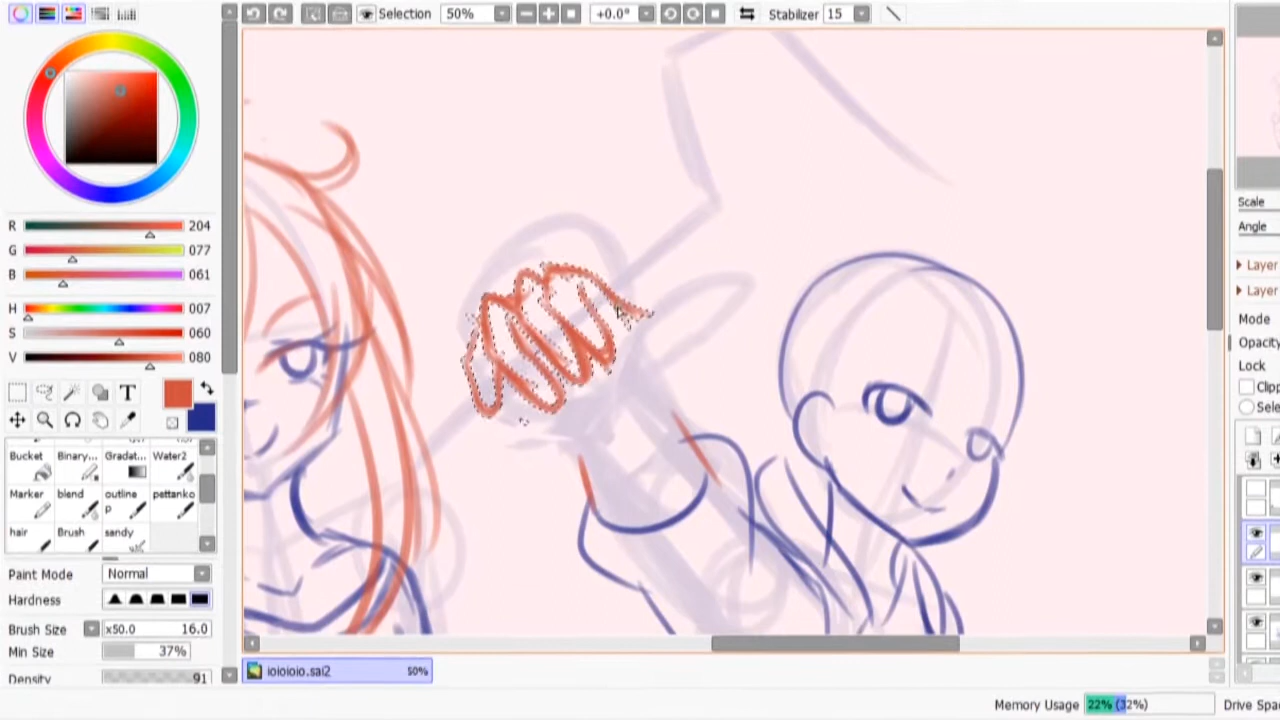 Selection 50% +0.0° Stabilizer 15
R 204
G 077
B 061
H 007
S 060
V 080
T
Bucket Binary... Gradat... Water2
Marker blend outline p pettanko
hair Brush sandy
Paint Mode Normal
Hardness
Brush Size x50.0 16.0
Min Size 37%
Density 91
Scale
Angle
Layer
Layer
Mode
Opacity
Lock
Clipp
Sele
ioioioio.sai2 50%
Memory Usage 22% (32%) Drive Spa